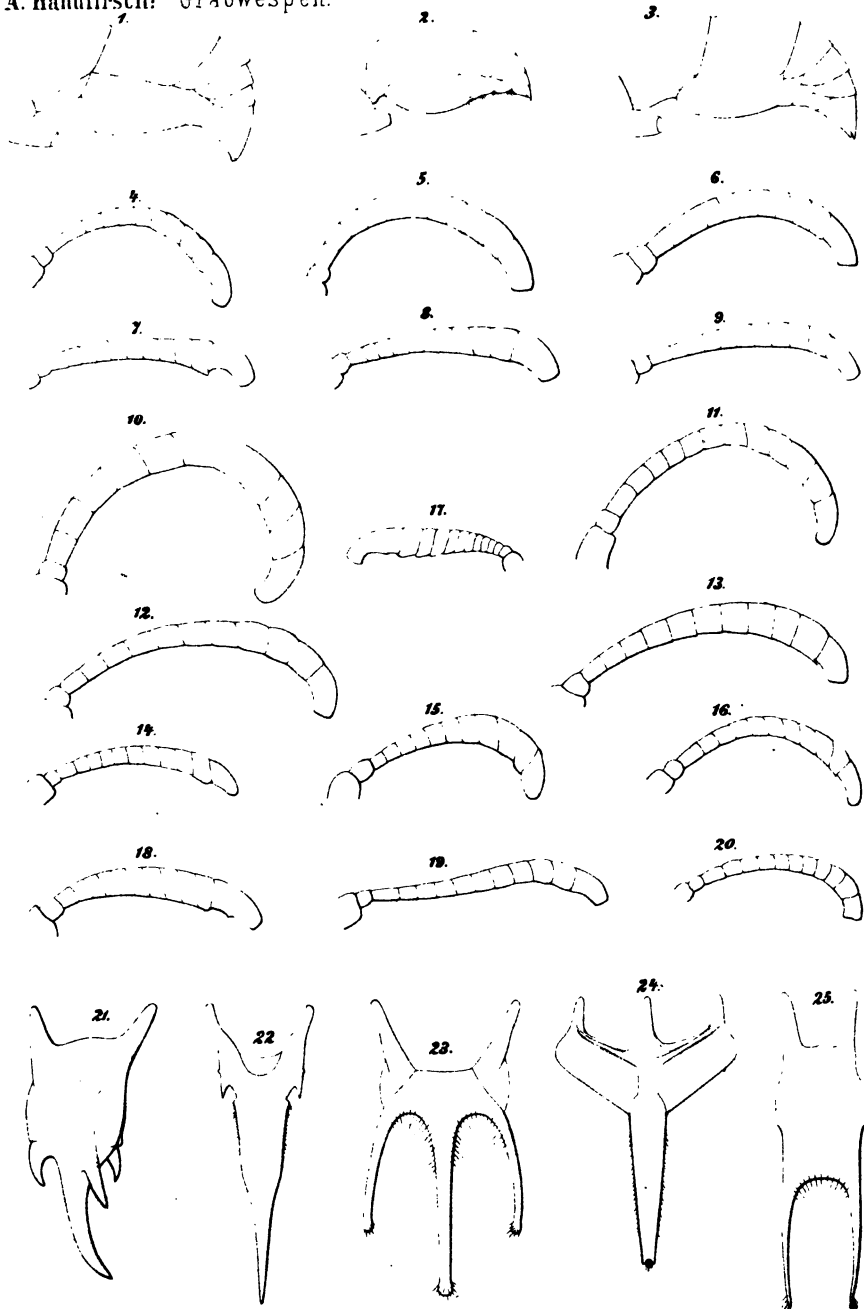 A. Handlirsch: Grabwespen.
1. 2. 3.
4. 5. 6.
7. 8. 9.
10. 11.
17.
12. 13.
14. 15. 16.
18. 19. 20.
21. 22 23. 24. 25.